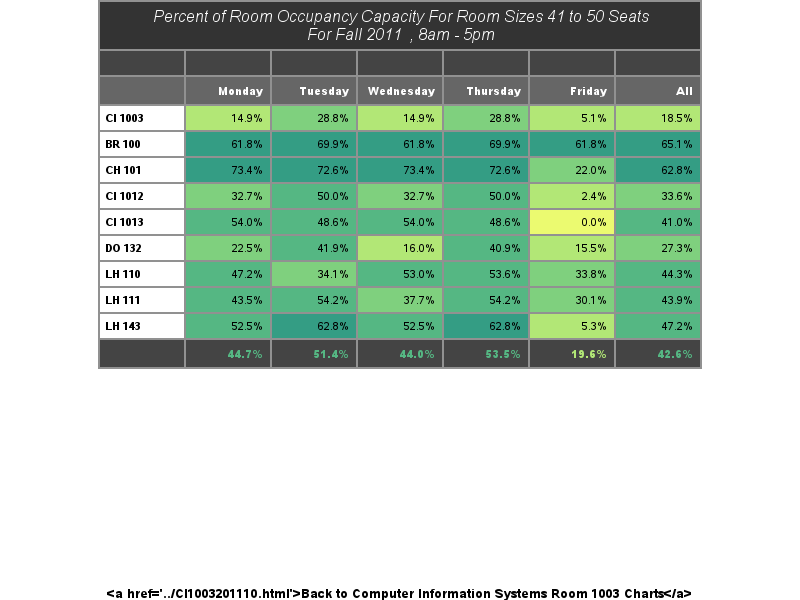 Percent of Room Occupancy Capacity For Room Sizes 41 to 50 Seats
For Fall 2011 , 8am - 5pm
Monday Tuesday Wednesday Thursday Friday All
CI 1003 14.9% 28.8% 14.9% 28.8% 5.1% 18.5%
BR 100 61.8% 69.9% 61.8% 69.9% 61.8% 65.1%
CH 101 73.4% 72.6% 73.4% 72.6% 22.0% 62.8%
CI 1012 32.7% 50.0% 32.7% 50.0% 2.4% 33.6%
CI 1013 54.0% 48.6% 54.0% 48.6% 0.0% 41.0%
DO 132 22.5% 41.9% 16.0% 40.9% 15.5% 27.3%
LH 110 47.2% 34.1% 53.0% 53.6% 33.8% 44.3%
LH 111 43.5% 54.2% 37.7% 54.2% 30.1% 43.9%
LH 143 52.5% 62.8% 52.5% 62.8% 5.3% 47.2%
44.7% 51.4% 44.0% 53.5% 19.6% 42.6%
<a href='../CI1003201110.html'>Back to Computer Information Systems Room 1003 Charts</a>